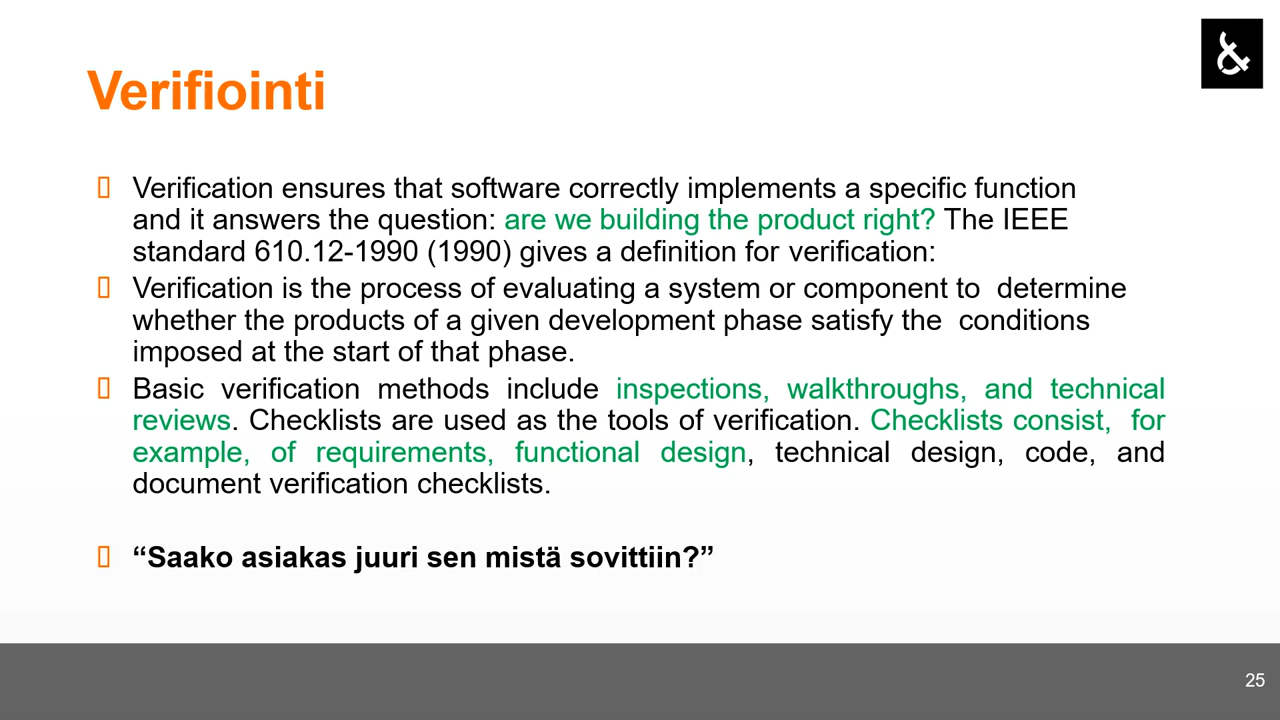 &
Verifiointi
Verification ensures that software correctly implements a specific function
and it answers the question: are we building the product right? The IEEE
standard 610.12-1990 (1990) gives a definition for verification:
Verification is the process of evaluating a system or component to determine
whether the products of a given development phase satisfy the conditions
imposed at the start of that phase.
Basic verification methods include inspections, walkthroughs, and technical
reviews. Checklists are used as the tools of verification. Checklists consist, for
example, of requirements, functional design, technical design, code, and
document verification checklists.
“Saako asiakas juuri sen mistä sovittiin?”
25